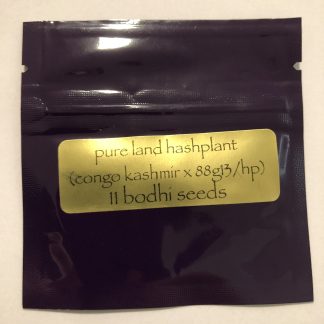 pure land hashplant
(congo kashmir x 88g13/hp)
11 bodhi seeds